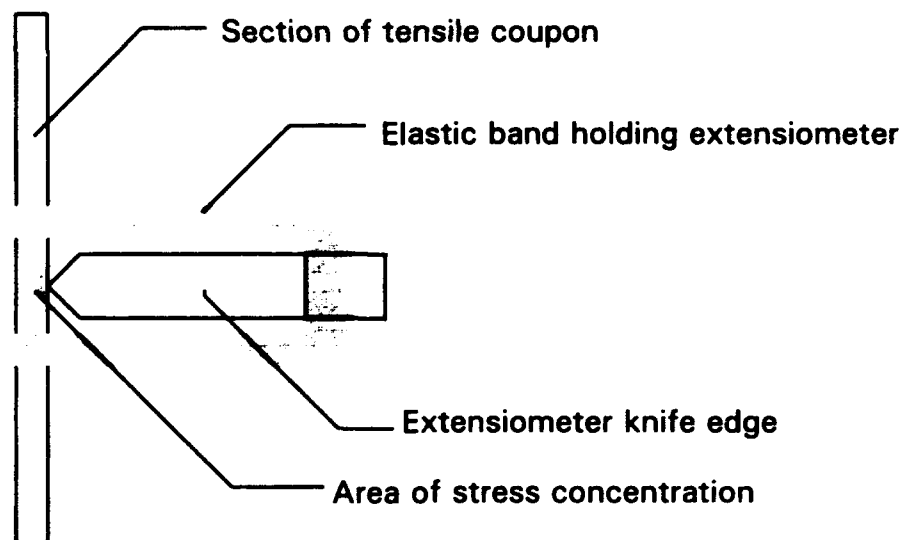 Section of tensile coupon
Elastic band holding extensiometer
Extensiometer knife edge
Area of stress concentration